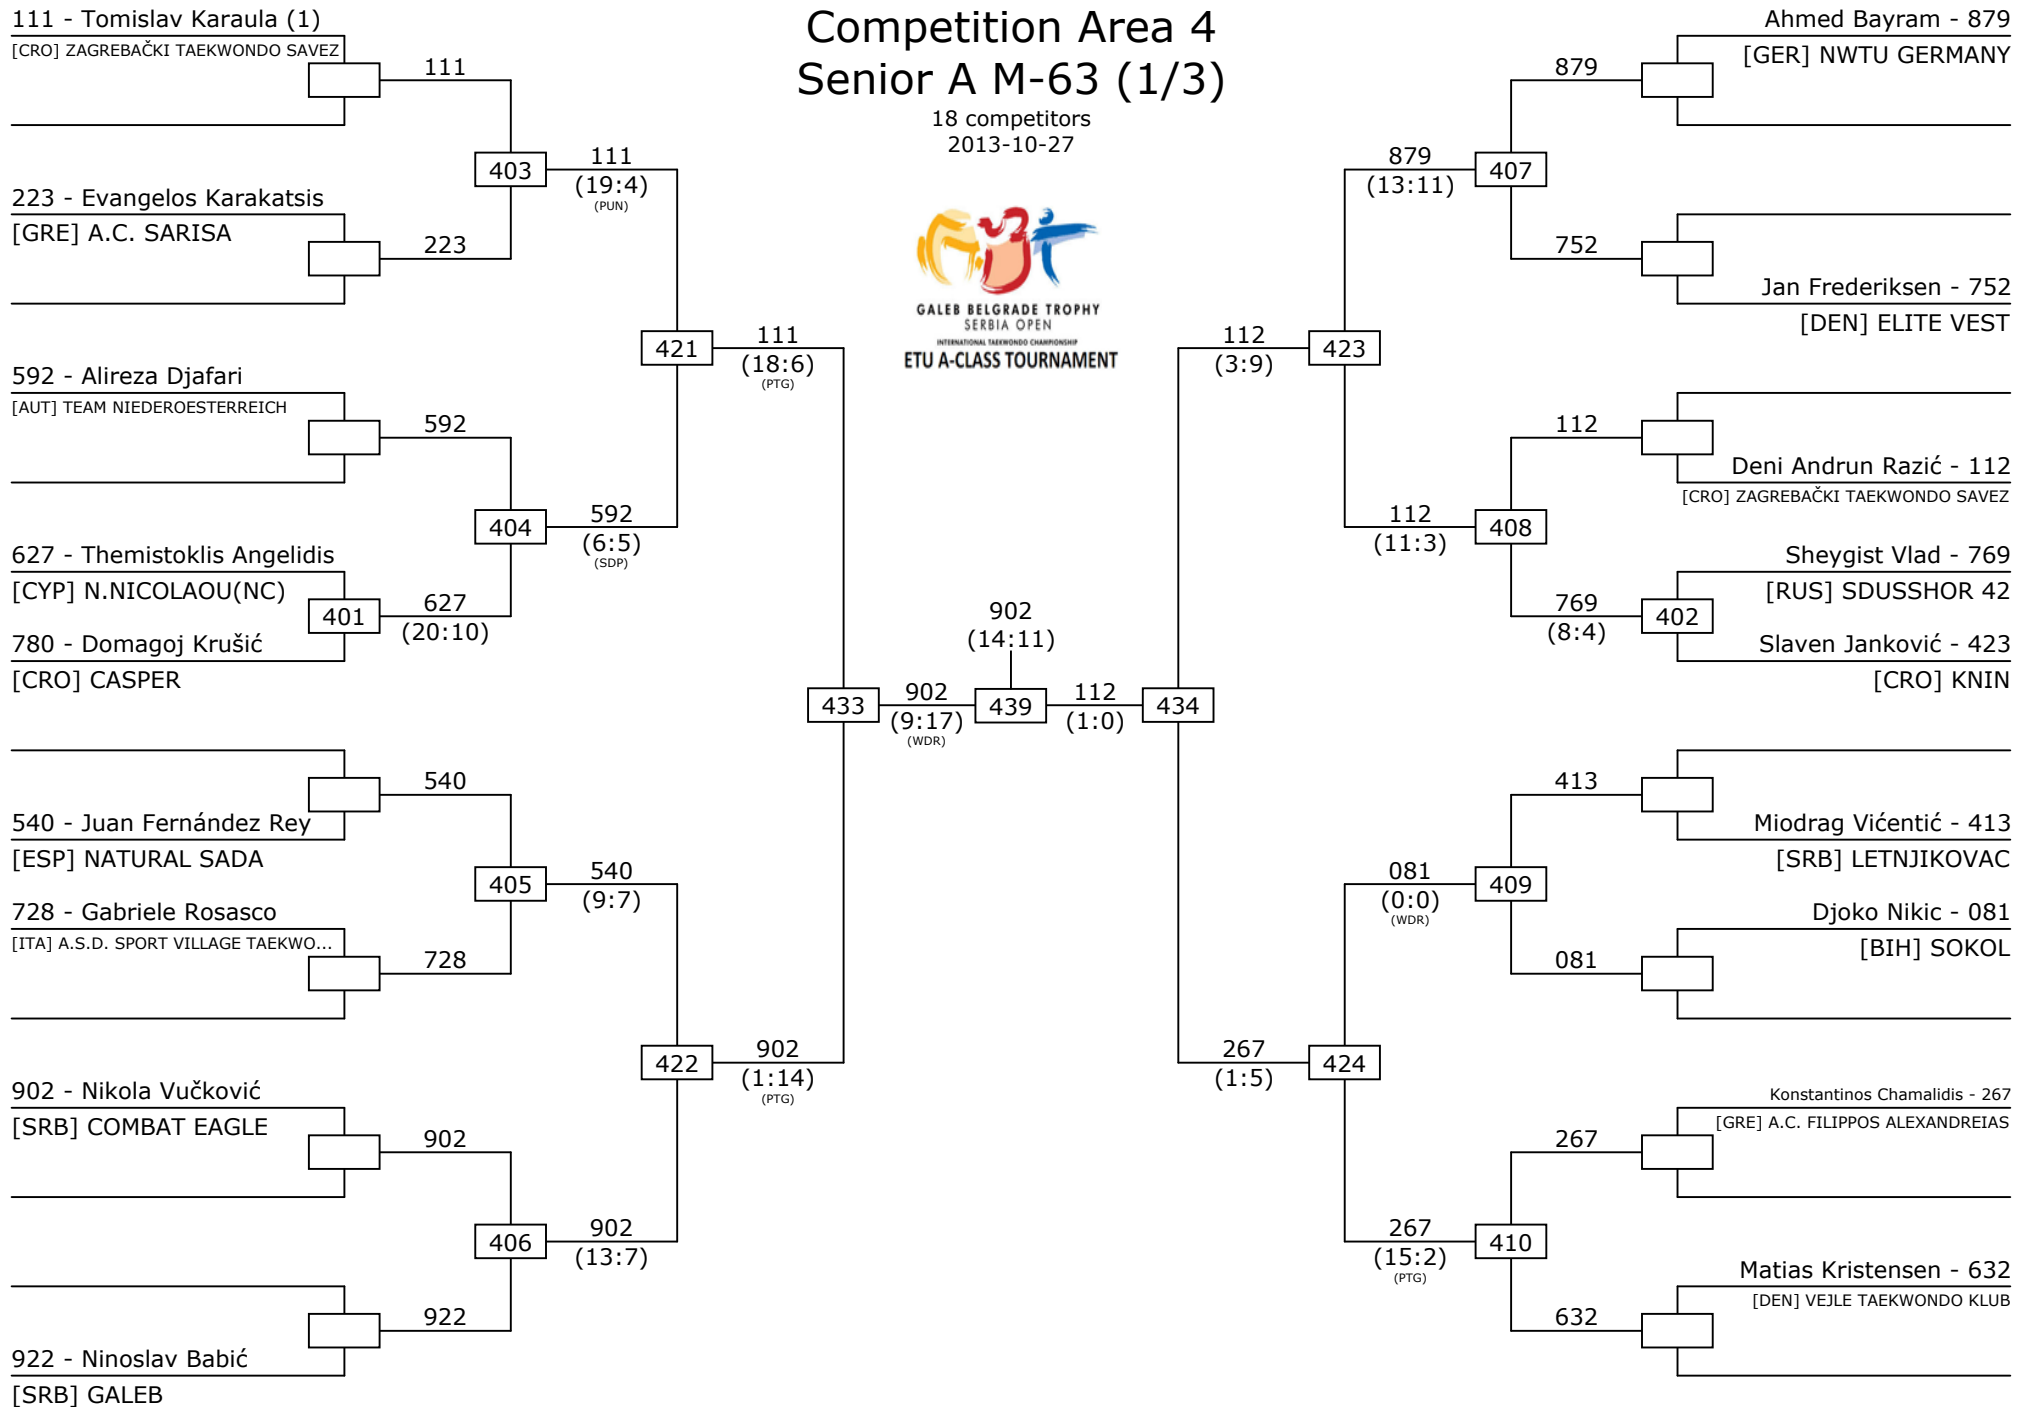 Competition Area 4
Senior A M-63 (1/3)
18 competitors
2013-10-27
GALEB BELGRADE TROPHY
SERBIA OPEN
INTERNATIONAL TAEKWONDO CHAMPIONSHIP
ETU A-CLASS TOURNAMENT
111 - Tomislav Karaula (1)
[CRO] ZAGREBAČKI TAEKWONDO SAVEZ
111
403
111
(19:4)
(PUN)
223 - Evangelos Karakatsis
[GRE] A.C. SARISA
223
421
111
(18:6)
(PTG)
592 - Alireza Djafari
[AUT] TEAM NIEDEROESTERREICH
592
404
592
(6:5)
(SDP)
627 - Themistoklis Angelidis
[CYP] N.NICOLAOU(NC)
401
627
(20:10)
780 - Domagoj Krušić
[CRO] CASPER
433
902
(9:17)
(WDR)
540 - Juan Fernández Rey
[ESP] NATURAL SADA
540
405
540
(9:7)
728 - Gabriele Rosasco
[ITA] A.S.D. SPORT VILLAGE TAEKWO...
728
422
902
(1:14)
(PTG)
902 - Nikola Vučković
[SRB] COMBAT EAGLE
902
406
902
(13:7)
922
922 - Ninoslav Babić
[SRB] GALEB
902
(14:11)
439
112
(1:0)
434
Ahmed Bayram - 879
[GER] NWTU GERMANY
879
879
(13:11)
407
752
Jan Frederiksen - 752
[DEN] ELITE VEST
112
(3:9)
423
112
Deni Andrun Razić - 112
[CRO] ZAGREBAČKI TAEKWONDO SAVEZ
112
(11:3)
408
Sheygist Vlad - 769
[RUS] SDUSSHOR 42
769
(8:4)
402
Slaven Janković - 423
[CRO] KNIN
413
Miodrag Vićentić - 413
[SRB] LETNJIKOVAC
081
(0:0)
(WDR)
409
Djoko Nikic - 081
[BIH] SOKOL
081
267
(1:5)
424
Konstantinos Chamalidis - 267
[GRE] A.C. FILIPPOS ALEXANDREIAS
267
267
(15:2)
(PTG)
410
Matias Kristensen - 632
[DEN] VEJLE TAEKWONDO KLUB
632